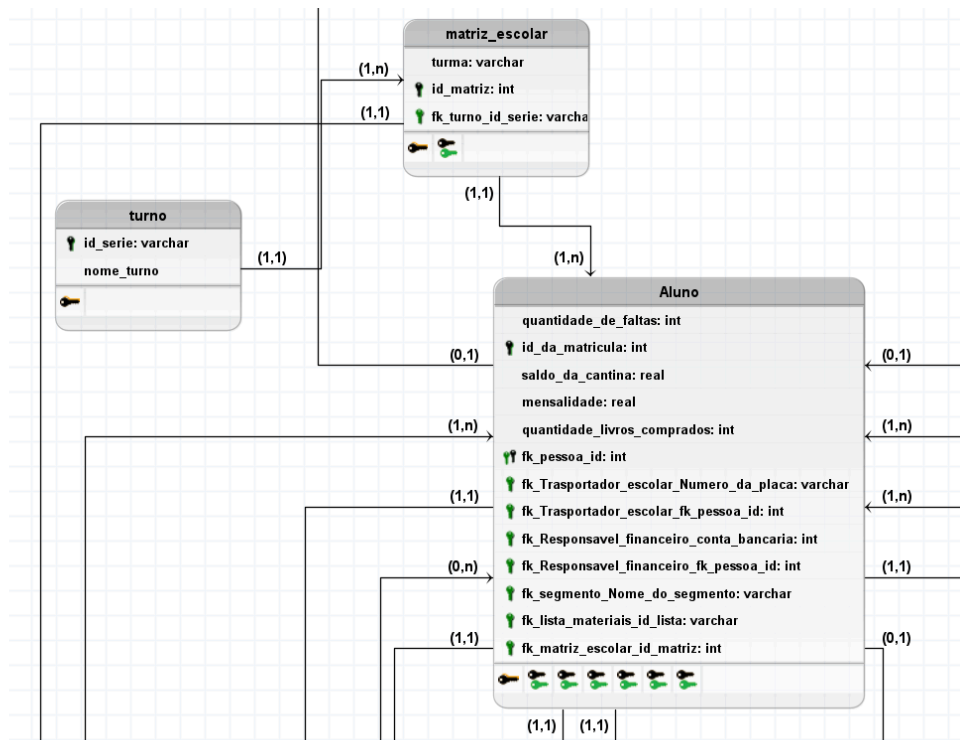 matriz_escolar
turma: varchar
id_matriz: int
fk_turno_id_serie: varcha
(1,n)
(1,1)
(1,1)
turno
id_serie: varchar
nome_turno
(1,1)
(1,n)
Aluno
quantidade_de_faltas: int
id_da_matricula: int
saldo_da_cantina: real
mensalidade: real
quantidade_livros_comprados: int
fk_pessoa_id: int
fk_Trasportador_escolar_Numero_da_placa: varchar
fk_Trasportador_escolar_fk_pessoa_id: int
fk_Responsavel_financeiro_conta_bancaria: int
fk_Responsavel_financeiro_fk_pessoa_id: int
fk_segmento_Nome_do_segmento: varchar
fk_lista_materiais_id_lista: varchar
fk_matriz_escolar_id_matriz: int
(0,1)
(1,n)
(1,1)
(0,n)
(1,1)
(0,1)
(1,n)
(1,n)
(1,1)
(0,1)
(1,1)
(1,1)